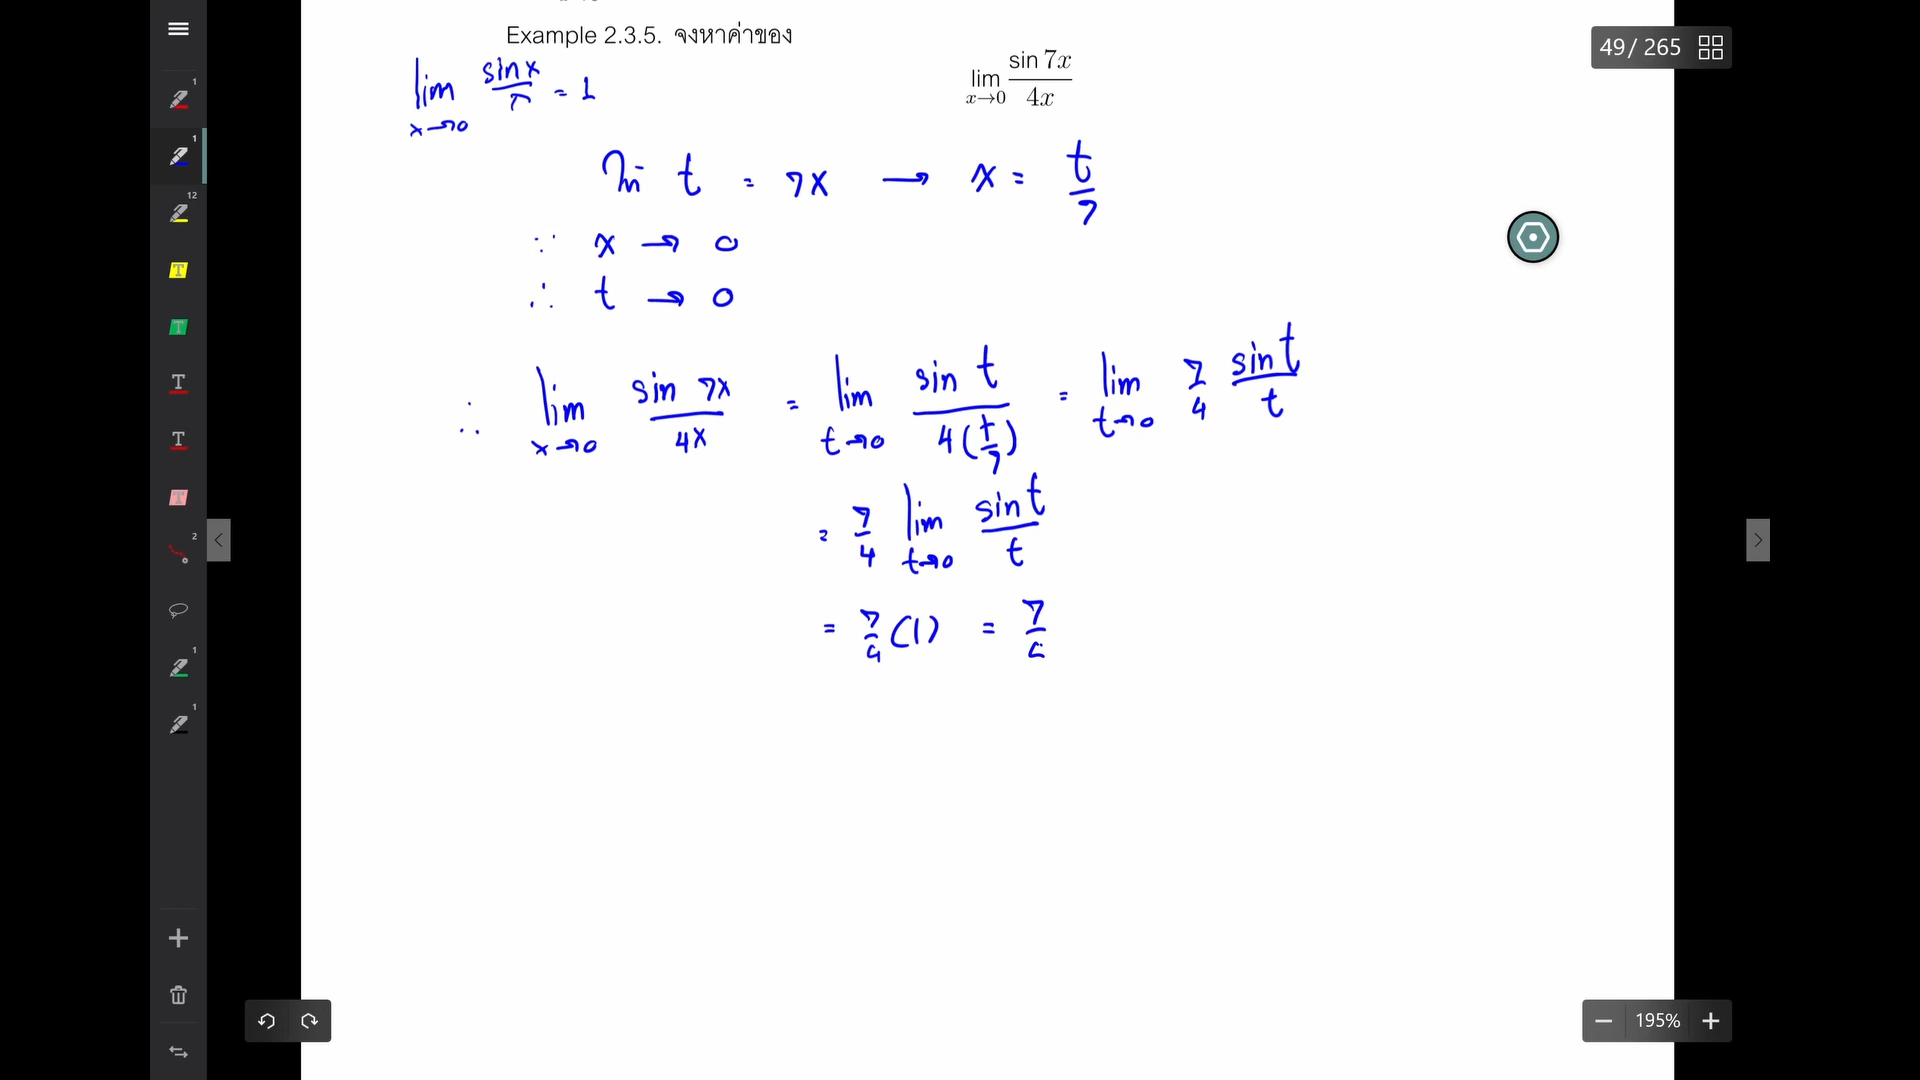 Example 2.3.5. จงหาค่าของ
49 / 265
lim x→0 sin x / x = 1
lim x→0 sin 7x / 4x
ให้ t = 7x → x = t/7
∵ x → 0
∴ t → 0
∴ lim x→0 sin 7x / 4x = lim t→0 sin t / 4(t/7) = lim t→0 7/4 sin t / t
= 7/4 lim t→0 sin t / t
= 7/4 (1) = 7/4
195%